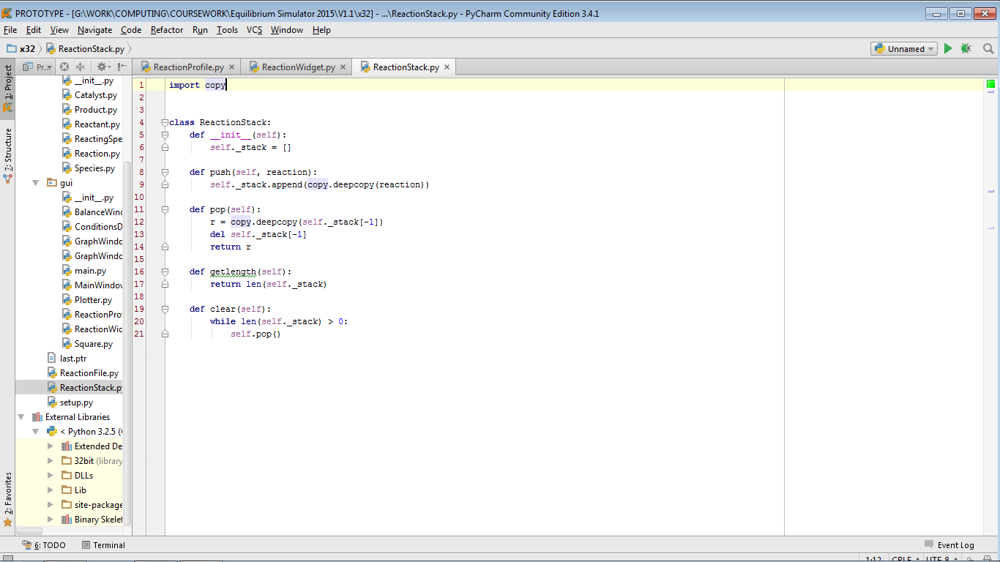 PROTOTYPE - [G:\WORK\COMPUTING\COURSEWORK\Equilibrium Simulator 2015\V1.1\x32] - ...\ReactionStack.py - PyCharm Community Edition 3.4.1
File Edit View Navigate Code Refactor Run Tools VCS Window Help
x32 ReactionStack.py Unnamed
1: Project
7: Structure
2: Favorites
Pr..
__init__.py
Catalyst.py
Product.py
Reactant.py
ReactingSpe
Reaction.py
Species.py
gui
__init__.py
BalanceWind
ConditionsD
GraphWindo
GraphWindo
main.py
MainWindow
Plotter.py
ReactionPro
ReactionWid
Square.py
last.ptr
ReactionFile.py
ReactionStack.py
setup.py
External Libraries
< Python 3.2.5 (
Extended De
32bit (library
DLLs
Lib
site-package
Binary Skelet
ReactionProfile.py ReactionWidget.py ReactionStack.py
1 import copy
2
3
4 class ReactionStack:
5 def __init__(self):
6 self._stack = []
7
8 def push(self, reaction):
9 self._stack.append(copy.deepcopy(reaction))
10
11 def pop(self):
12 r = copy.deepcopy(self._stack[-1])
13 del self._stack[-1]
14 return r
15
16 def getlength(self):
17 return len(self._stack)
18
19 def clear(self):
20 while len(self._stack) > 0:
21 self.pop()
6: TODO Terminal Event Log
1:12 CRLF UTF-8